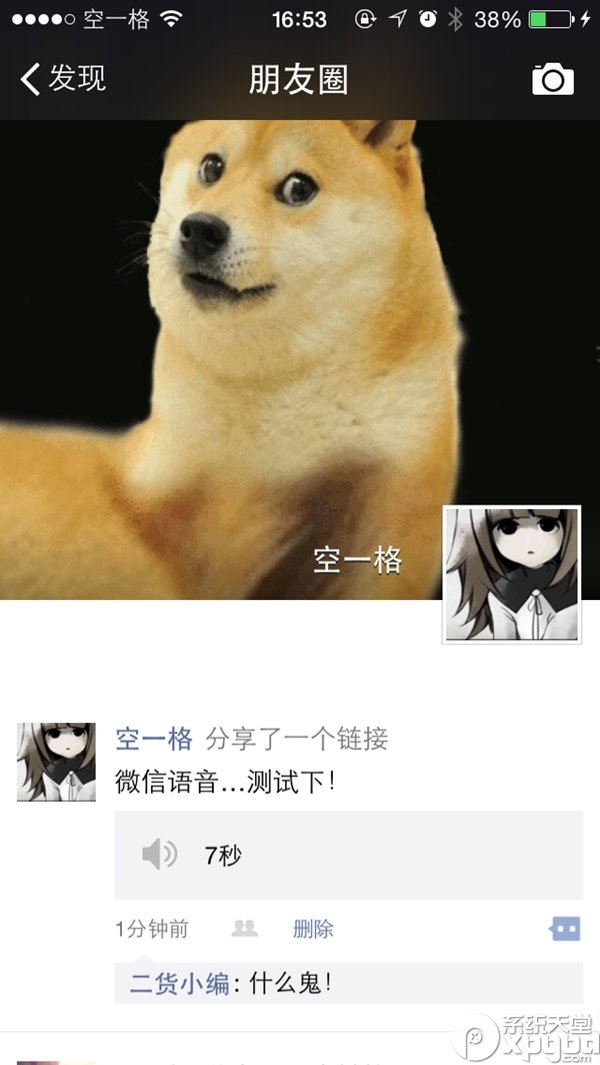 空一格 16:53 38%
发现 朋友圈
空一格
空一格 分享了一个链接
微信语音...测试下！
7秒
1分钟前 删除
二货小编：什么鬼！
系统天堂
xpgod